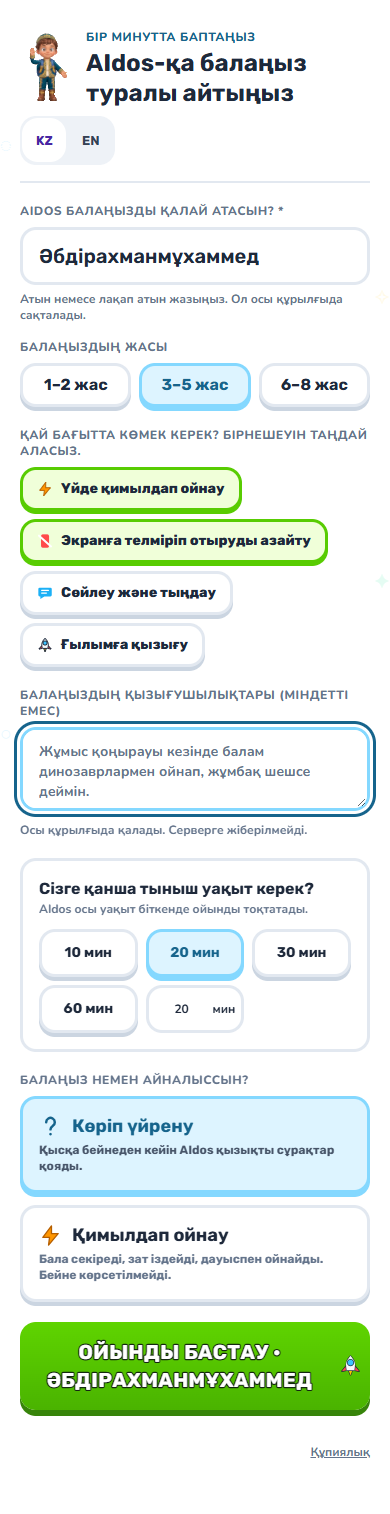 БІР МИНУТТА БАПТАҢЫЗ
Aldos-қа балаңыз
туралы айтыңыз
KZ EN
AIDOS БАЛАҢЫЗДЫ ҚАЛАЙ АТАСЫН? *
Әбдірахманмұхаммед
Атын немесе лақап атын жазыңыз. Ол осы құрылғыда
сақталады.
БАЛАҢЫЗДЫҢ ЖАСЫ
1–2 жас 3–5 жас 6–8 жас
ҚАЙ БАҒЫТТА КӨМЕК КЕРЕК? БІРНЕШЕУІН ТАҢДАЙ
АЛАСЫЗ.
Үйде қимылдап ойнау
Экранға телміріп отыруды азайту
Сөйлеу және тыңдау
Ғылымға қызығу
БАЛАҢЫЗДЫҢ ҚЫЗЫҒУШЫЛЫҚТАРЫ (МІНДЕТТІ
ЕМЕС)
Жұмыс қоңырауы кезінде балам
динозаврлармен ойнап, жұмбақ шешсе
деймін.
Осы құрылғыда қалады. Серверге жіберілмейді.
Сізге қанша тыныш уақыт керек?
Aldos осы уақыт біткенде ойынды тоқтатады.
10 мин 20 мин 30 мин
60 мин 20 мин
БАЛАҢЫЗ НЕМЕН АЙНАЛЫССЫН?
Көріп үйрену
Қысқа бейнеден кейін Aldos қызықты сұрақтар
қояды.
Қимылдап ойнау
Бала секіреді, зат іздейді, дауыспен ойнайды.
Бейне көрсетілмейді.
ОЙЫНДЫ БАСТАУ •
ӘБДІРАХМАНМҰХАММЕД
Құпиялық